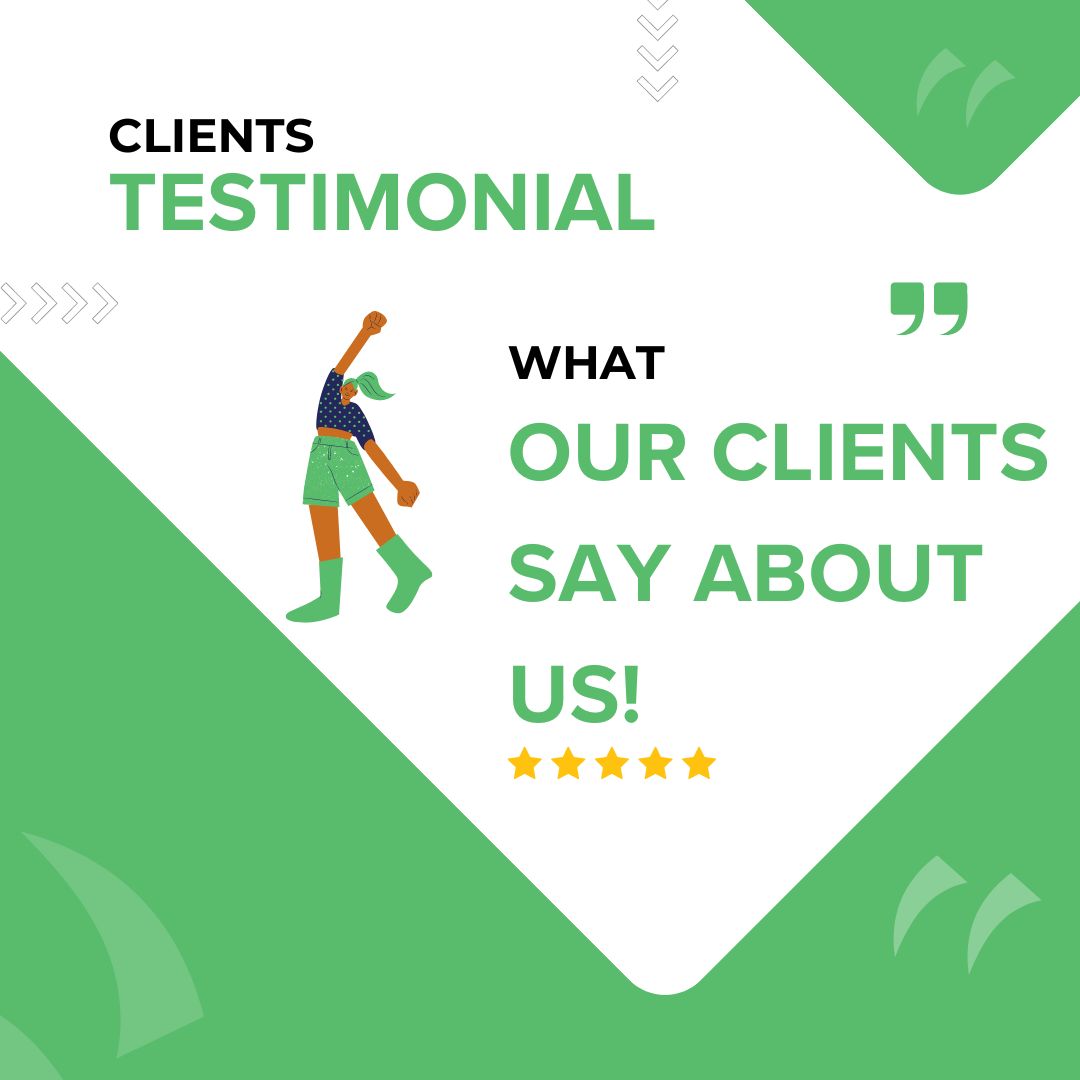 CLIENTS
TESTIMONIAL
WHAT
OUR CLIENTS
SAY ABOUT
US!